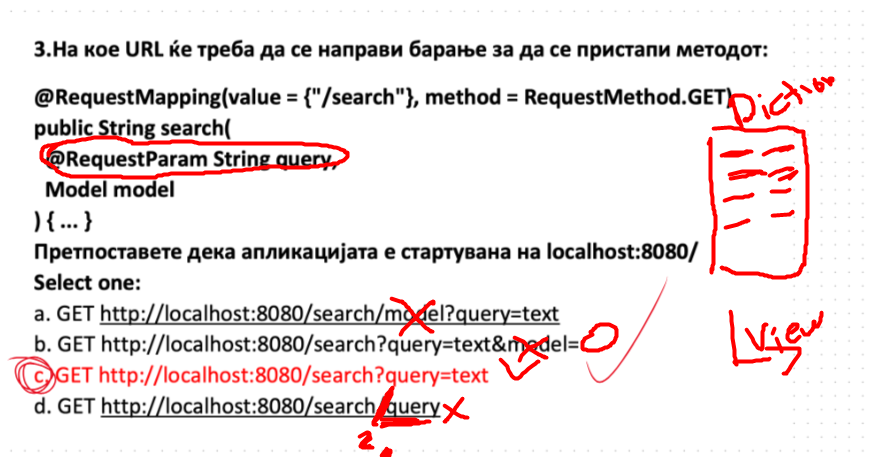 3.На кое URL ќе треба да се направи барање за да се пристапи методот:
@RequestMapping(value = {"/search"}, method = RequestMethod.GET)
public String search(
@RequestParam String query,
Model model
) { ... }
Претпоставете дека апликацијата е стартувана на localhost:8080/
Select one:
a. GET http://localhost:8080/search/model?query=text
b. GET http://localhost:8080/search?query=text&model=
c. GET http://localhost:8080/search?query=text
d. GET http://localhost:8080/search/query
View